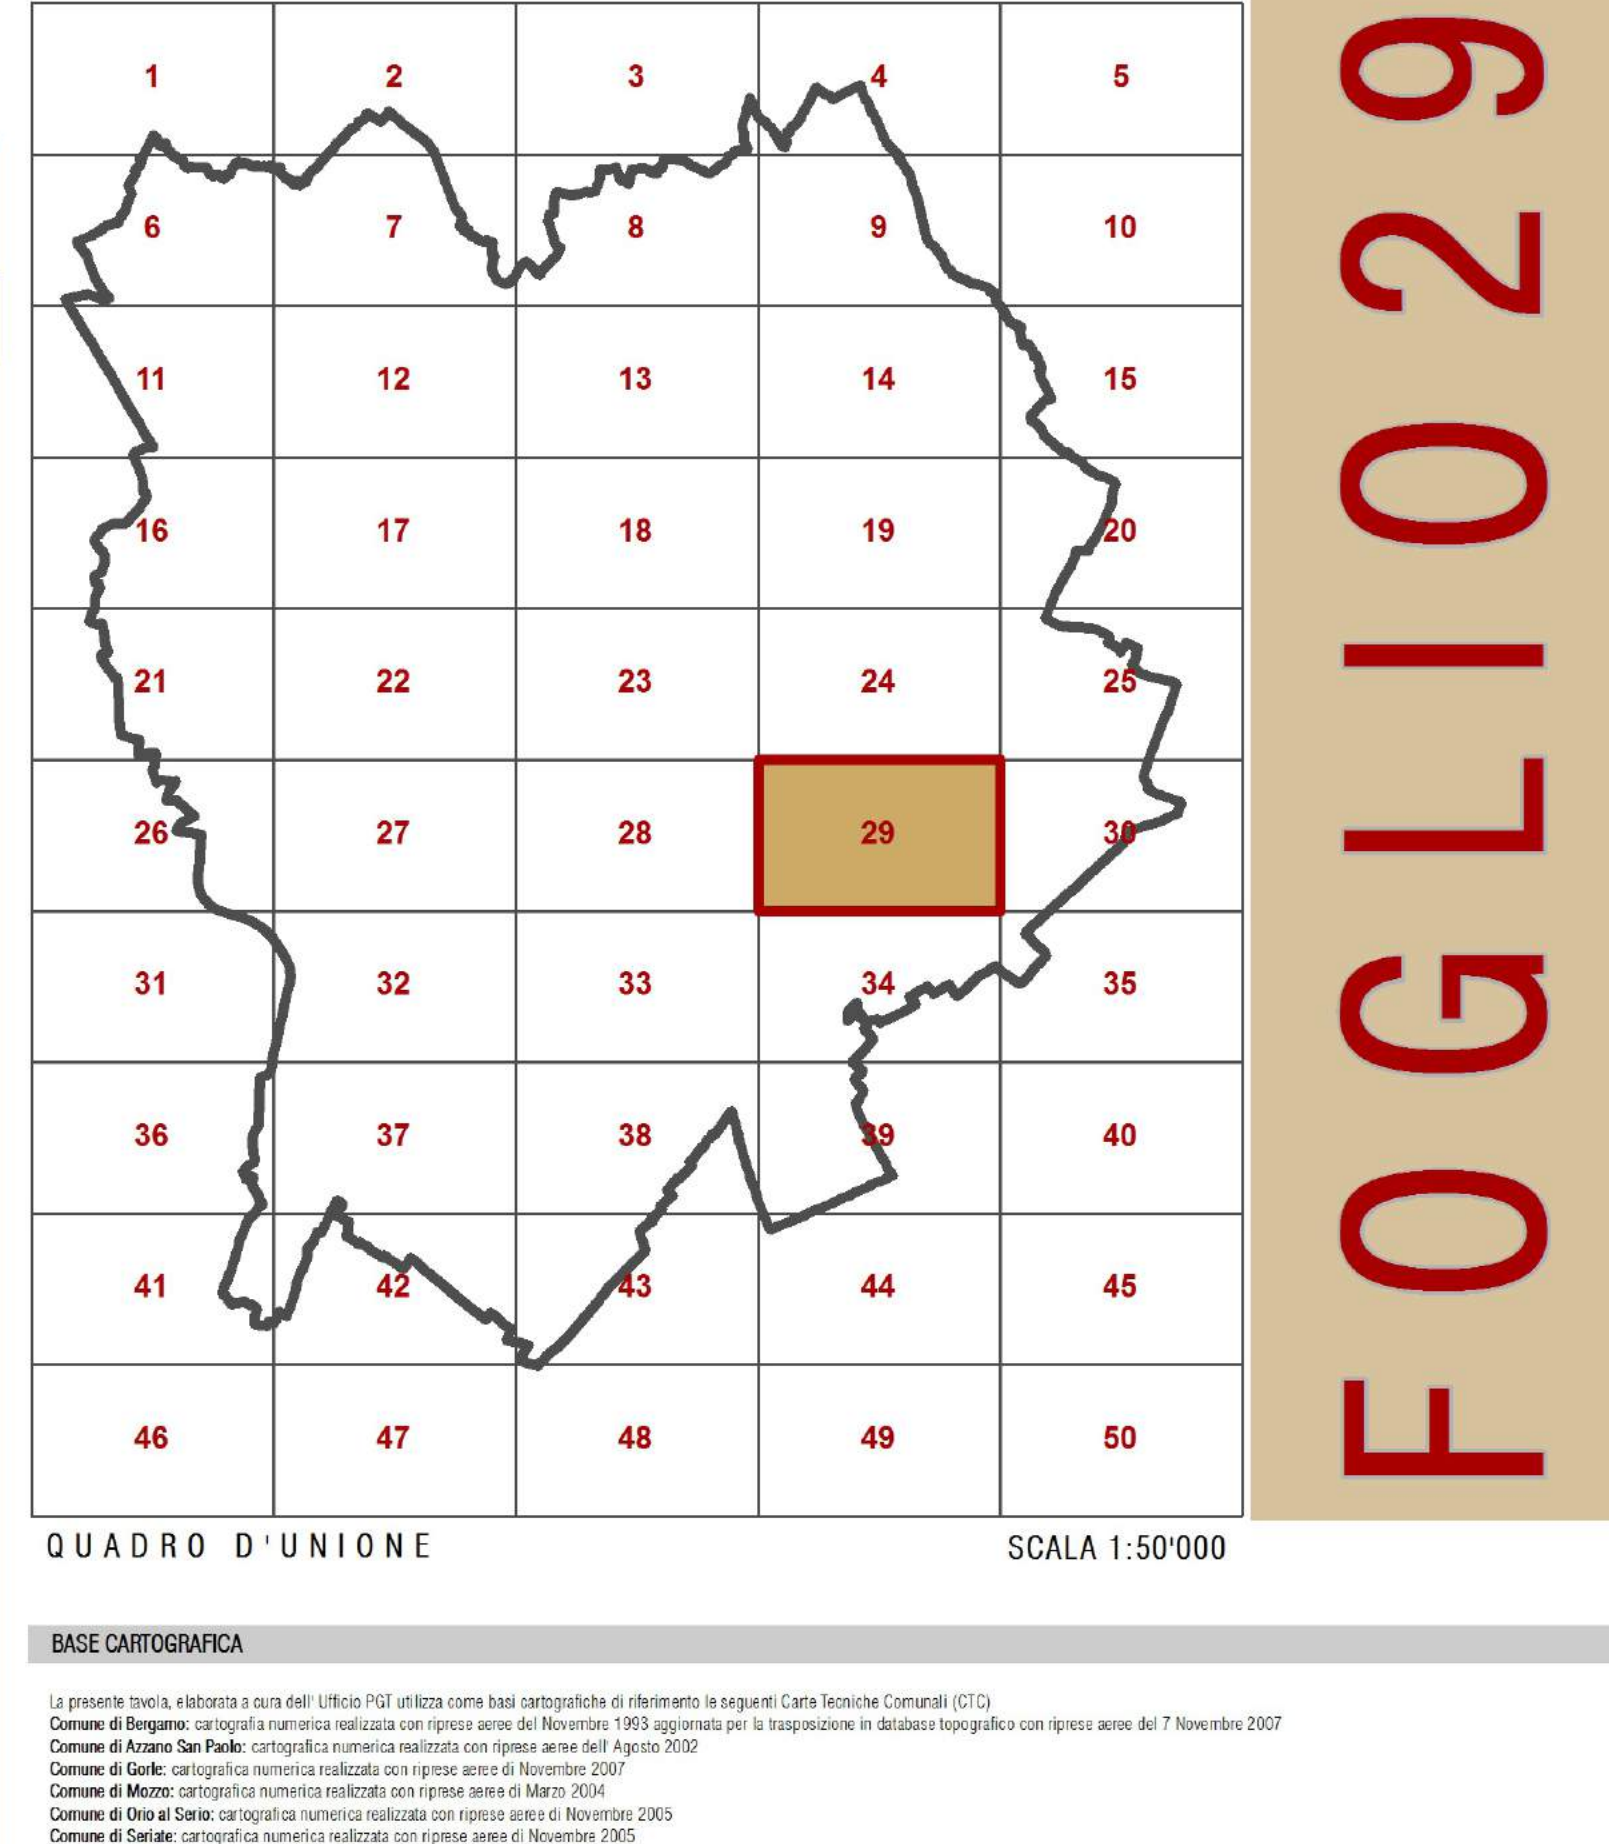 1 2 3 4 5
6 7 8 9 10
11 12 13 14 15
16 17 18 19 20
21 22 23 24 25
26 27 28 29 30
31 32 33 34 35
36 37 38 39 40
41 42 43 44 45
46 47 48 49 50
FOGLIO 29
QUADRO D'UNIONE
SCALA 1:50'000
BASE CARTOGRAFICA
La presente tavola, elaborata a cura dell' Ufficio PGT utilizza come basi cartografiche di riferimento le seguenti Carte Tecniche Comunali (CTC)
Comune di Bergamo: cartografia numerica realizzata con riprese aeree del Novembre 1993 aggiornata per la trasposizione in database topografico con riprese aeree del 7 Novembre 2007
Comune di Azzano San Paolo: cartografica numerica realizzata con riprese aeree dell' Agosto 2002
Comune di Gorle: cartografica numerica realizzata con riprese aeree di Novembre 2007
Comune di Mozzo: cartografica numerica realizzata con riprese aeree di Marzo 2004
Comune di Orio al Serio: cartografica numerica realizzata con riprese aeree di Novembre 2005
Comune di Seriate: cartografica numerica realizzata con riprese aeree di Novembre 2005